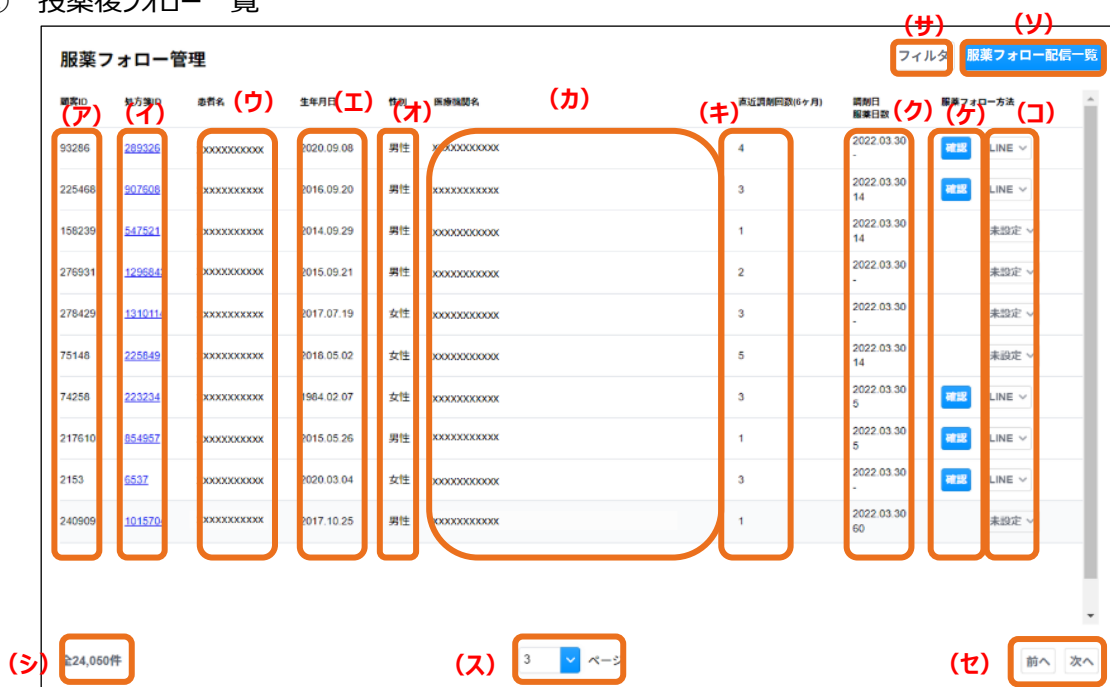 投薬後フォロー一覧
(サ) (ソ)
服薬フォロー管理 フィルタ 服薬フォロー配信一覧
顧客ID 処方箋ID 患者名 (ウ) 生年月日 (エ) 性別 医療機関名 (カ) 直近調剤回数(6ヶ月) 調剤日 服薬フォロー方法
(ア) (イ) (オ) (キ) 服薬日数 (ク) (ケ) (コ)
93286 289326 xxxxxxxxxx 2020.09.08 男性 xxxxxxxxxxx 4 2022.03.30 確認 LINE
-
225468 907608 xxxxxxxxxx 2016.09.20 男性 xxxxxxxxxxx 3 2022.03.30 確認 LINE
14
158239 547521 xxxxxxxxxx 2014.09.29 男性 xxxxxxxxxxx 1 2022.03.30 未設定
14
276931 129684 xxxxxxxxxx 2015.09.21 男性 xxxxxxxxxxx 2 2022.03.30 未設定
-
278429 131011 xxxxxxxxxx 2017.07.19 女性 xxxxxxxxxxx 3 2022.03.30 未設定
-
75148 225849 xxxxxxxxxx 2018.05.02 女性 xxxxxxxxxxx 5 2022.03.30 未設定
14
74258 223234 xxxxxxxxxx 1984.02.07 女性 xxxxxxxxxxx 3 2022.03.30 確認 LINE
5
217610 854957 xxxxxxxxxx 2015.05.26 男性 xxxxxxxxxxx 1 2022.03.30 確認 LINE
5
2153 6537 xxxxxxxxxx 2020.03.04 女性 xxxxxxxxxxx 3 2022.03.30 確認 LINE
-
240909 101570 xxxxxxxxxx 2017.10.25 男性 xxxxxxxxxxx 1 2022.03.30 未設定
60
(シ) 全24,050件 (ス) 3 ページ (セ) 前へ 次へ